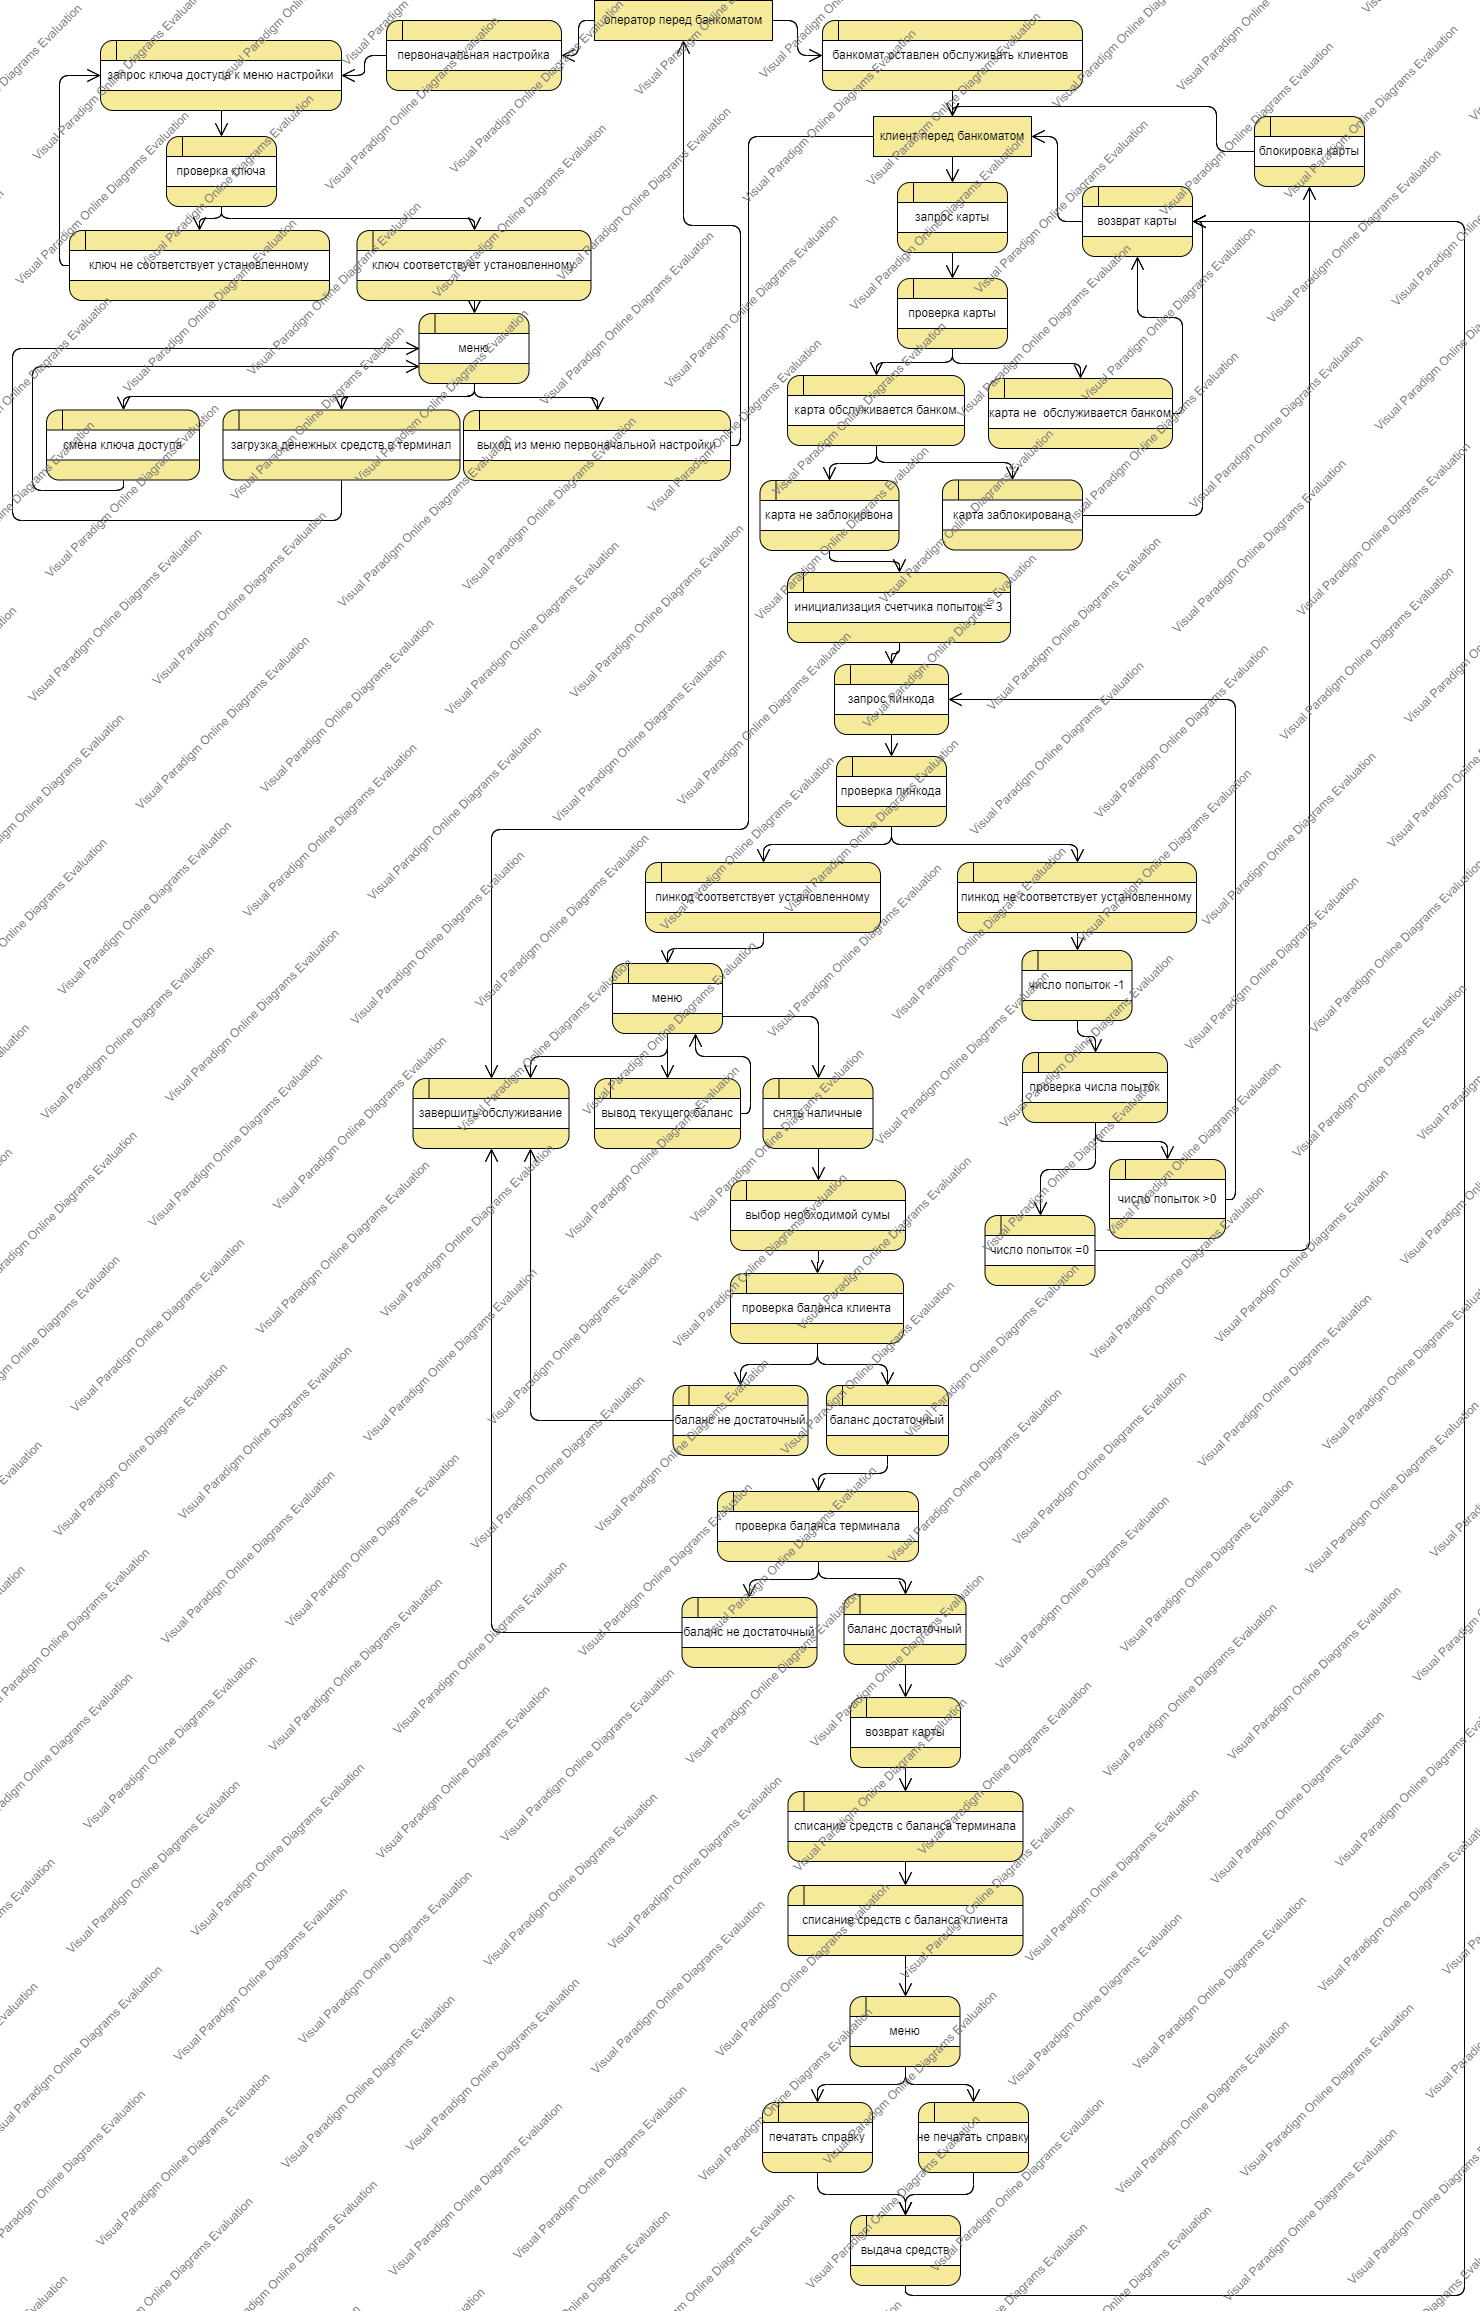 оператор перед банкоматом
первоначальная настройка
банкомат оставлен обслуживать клиентов
запрос ключа доступа к меню настройки
клиент перед банкоматом
блокировка карты
проверка ключа
запрос карты
возврат карты
ключ не соответствует установленному
ключ соответствует установленному
проверка карты
меню
карта обслуживается банком
карта не обслуживается банком
смена ключа доступа
загрузка денежных средств в терминал
выход из меню первоначальной настройки
карта не заблокирвона
карта заблокирована
инициализация счетчика попыток = 3
запрос пинкода
проверка пинкода
пинкод соответствует установленному
пинкод не соответствует установленному
меню
число попыток -1
проверка числа поыток
завершить обслуживание
вывод текущего баланс
снять наличные
число попыток >0
выбор необходимой сумы
число попыток =0
проверка баланса клиента
баланс не достаточный
баланс достаточный
проверка баланса терминала
баланс не достаточный
баланс достаточный
возврат карты
списание средств с баланса терминала
списание средств с баланса клиента
меню
печатать справку
не печатать справку
выдача средств
Visual Paradigm Online Diagrams Evaluation